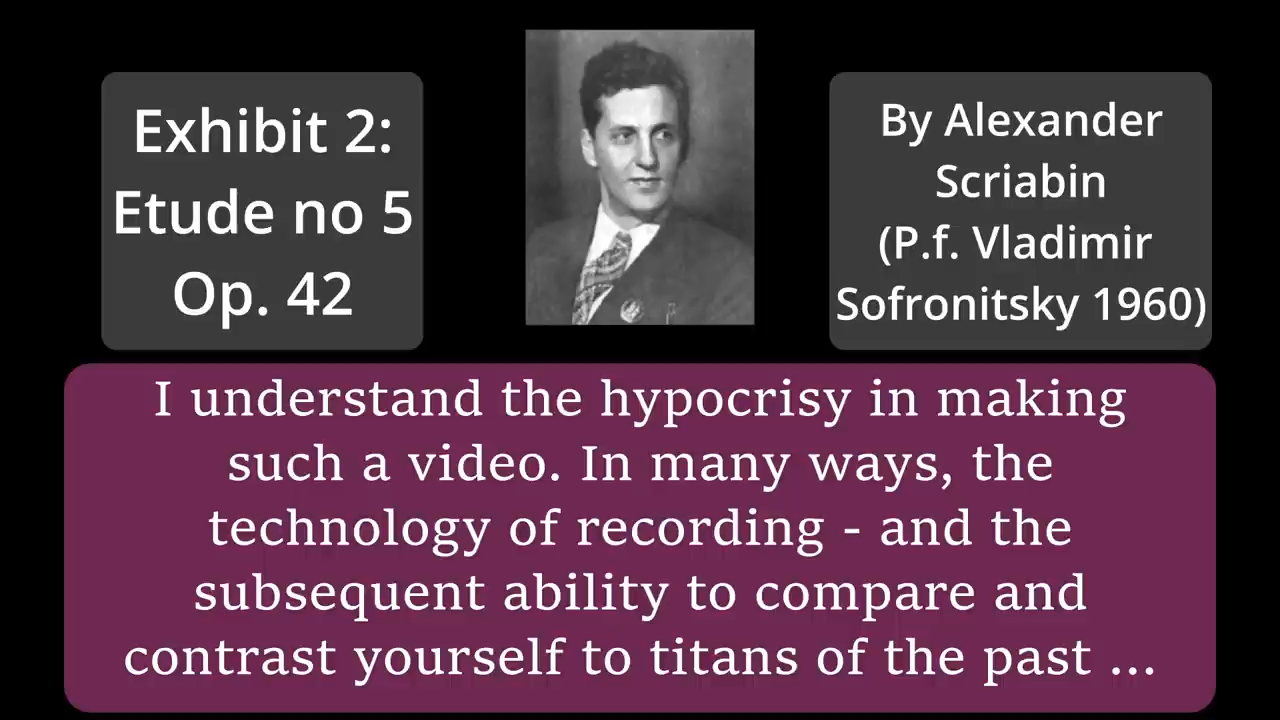 Exhibit 2:
Etude no 5
Op. 42
By Alexander
Scriabin
(P.f. Vladimir
Sofronitsky 1960)
I understand the hypocrisy in making
such a video. In many ways, the
technology of recording - and the
subsequent ability to compare and
contrast yourself to titans of the past ...